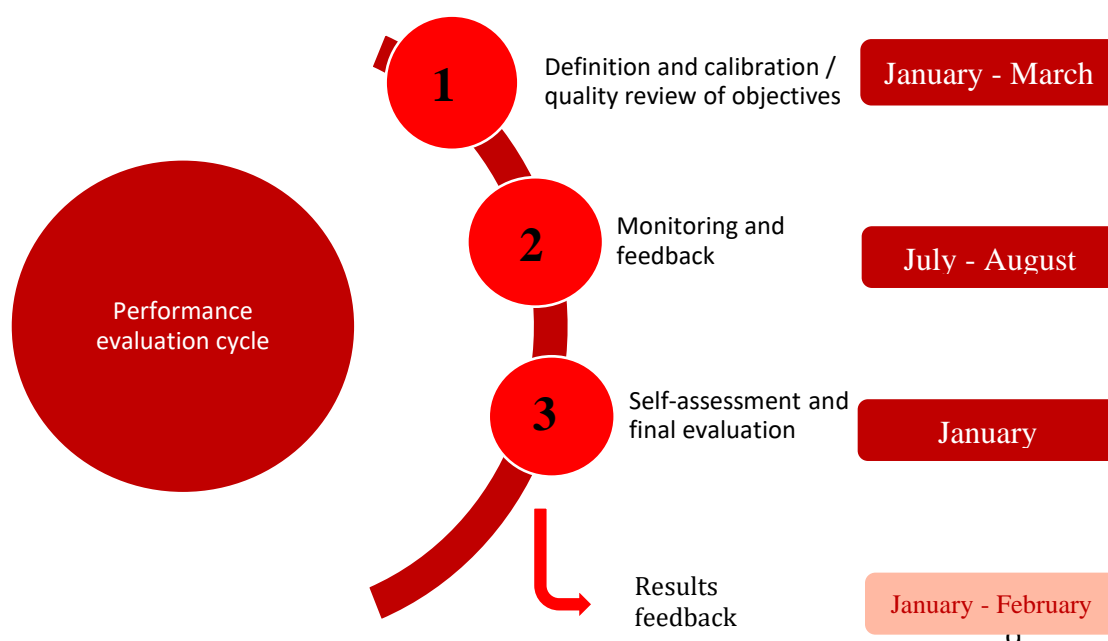 1
Definition and calibration /
quality review of objectives
January - March
2
Monitoring and
feedback
July - August
Performance
evaluation cycle
3
Self-assessment and
final evaluation
January
Results
feedback
January - February